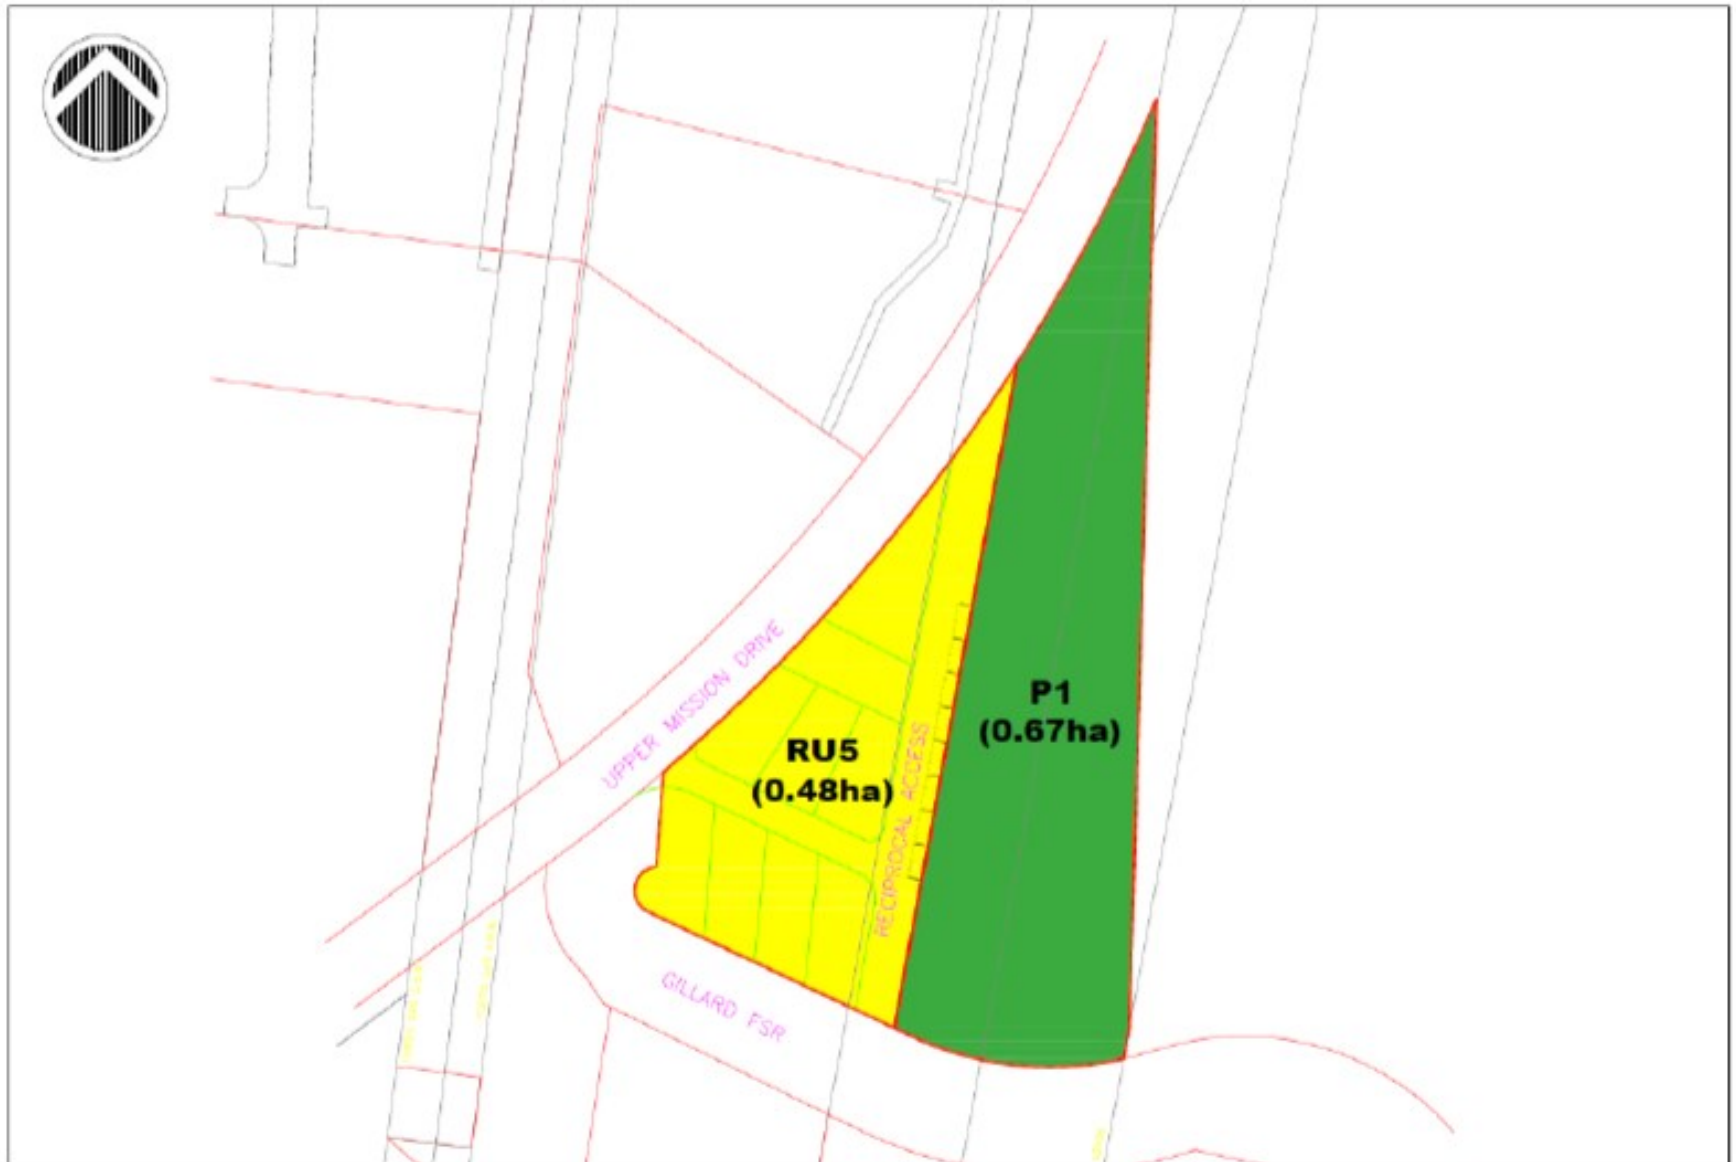 UPPER MISSION DRIVE
P1
(0.67ha)
RU5
(0.48ha)
RECIPROCAL ACCESS
GILLARD FSR